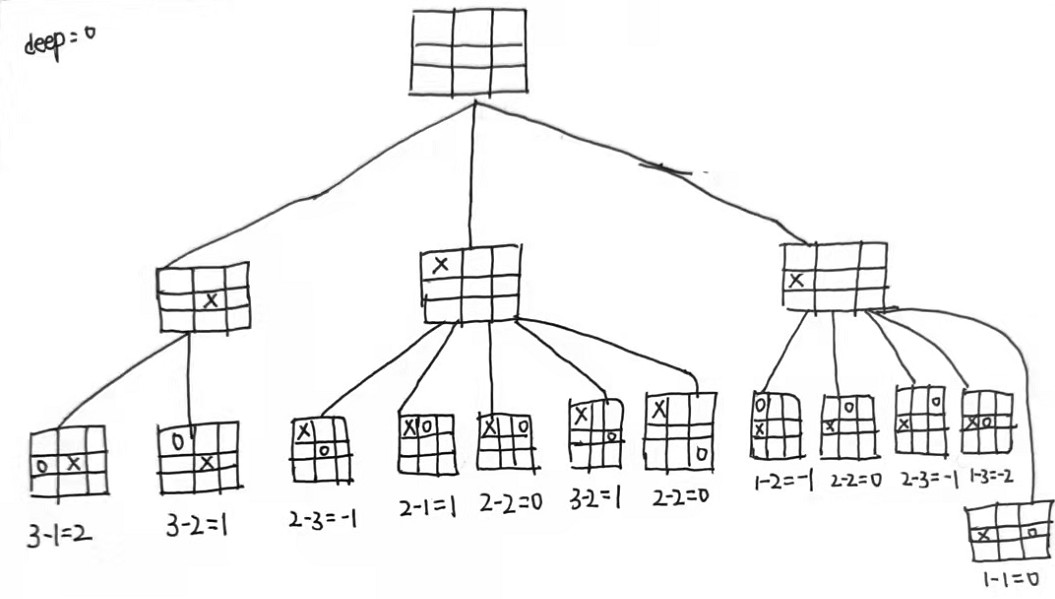 deep=0
X
X
X
O X
O
X
X
O
X O
X O
X
O
X
O
O
X
O
X
O
X
X O
3-1=2
3-2=1
2-3=-1
2-1=1
2-2=0
3-2=1
2-2=0
1-2=-1
2-2=0
2-3=-1
1-3=-2
X O
1-1=0